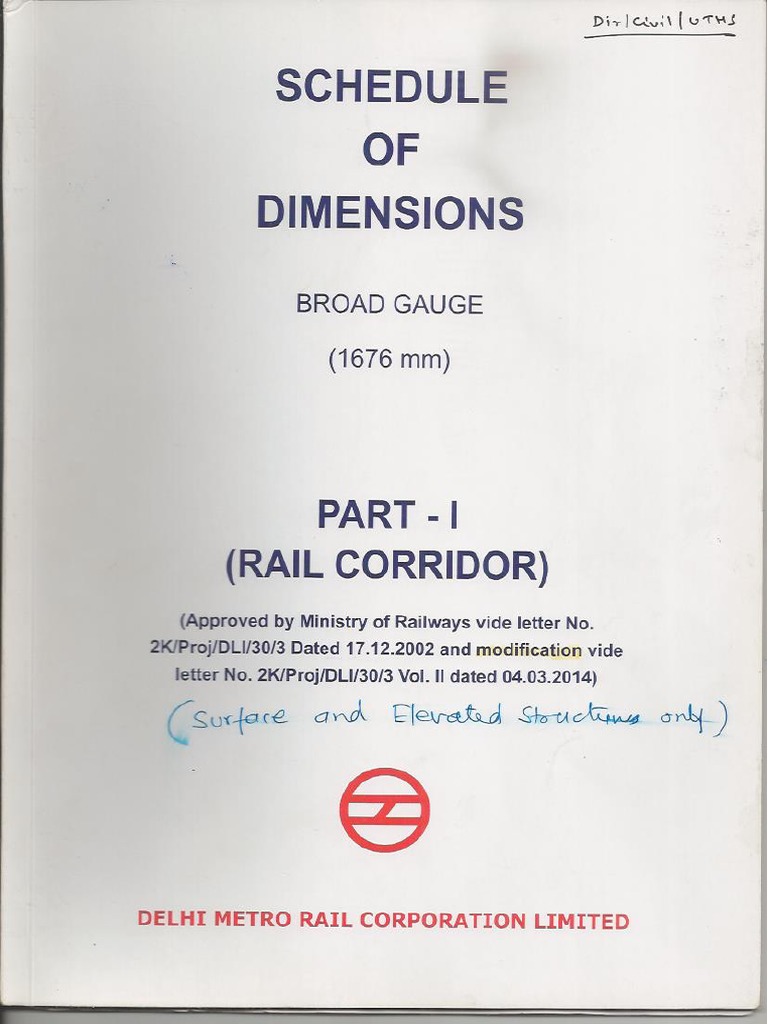 Dir/Civil/UTHS
SCHEDULE
OF
DIMENSIONS
BROAD GAUGE
(1676 mm)
PART - I
(RAIL CORRIDOR)
(Approved by Ministry of Railways vide letter No.
2K/Proj/DLI/30/3 Dated 17.12.2002 and modification vide
letter No. 2K/Proj/DLI/30/3 Vol. II dated 04.03.2014)
(Surface and Elevated Structures only)
DELHI METRO RAIL CORPORATION LIMITED